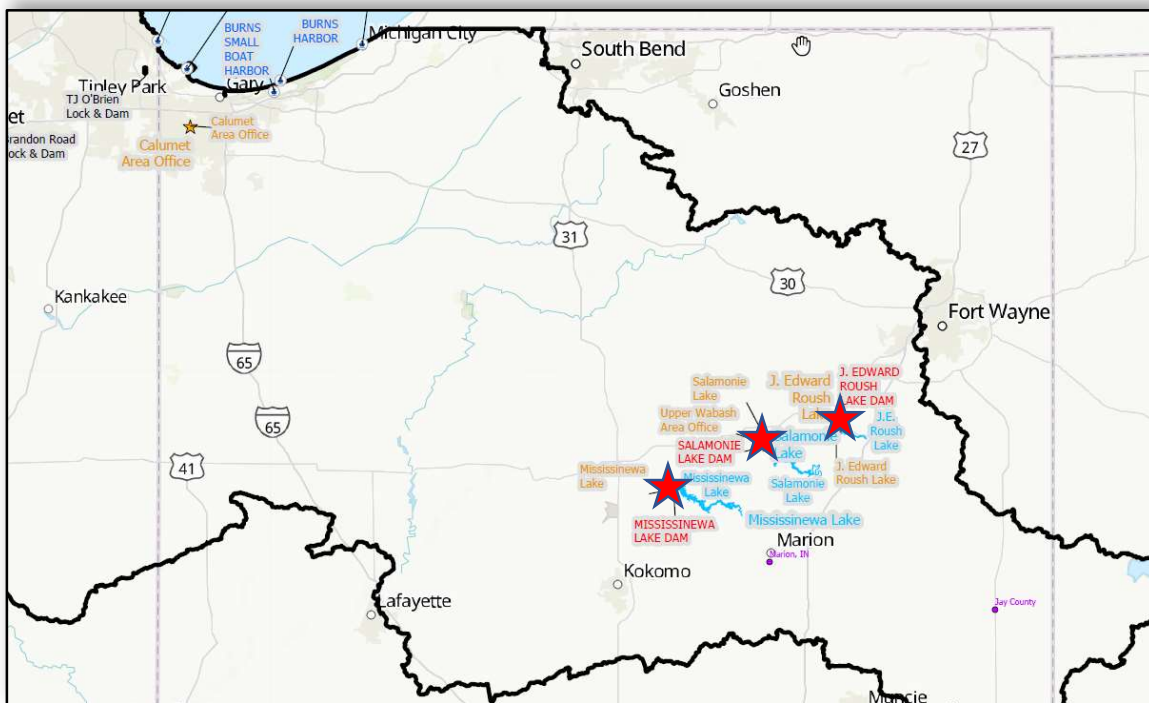 BURNS
SMALL
BOAT
HARBOR
BURNS
HARBOR
Michigan City
South Bend
Goshen
Tinley Park
Gary
TJ O'Brien
Lock & Dam
et
Brandon Road
Lock & Dam
Calumet
Area Office
Calumet
Area Office
27
31
30
Kankakee
Fort Wayne
65
65
41
Salamonie
Lake
J. Edward
Roush
Lake
J. EDWARD
ROUSH
LAKE DAM
Upper Wabash
Area Office
SALAMONIE
LAKE DAM
Salamonie
Lake
J.E.
Roush
Lake
J. Edward
Roush Lake
Mississinewa
Lake
Mississinewa
Lake
Salamonie
Lake
MISSISSINEWA
LAKE DAM
Mississinewa Lake
Marion
Marion, IN
Kokomo
Lafayette
Jay County
Muncie